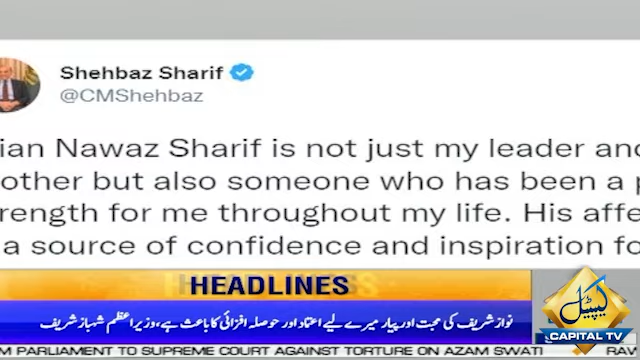 Shehbaz Sharif
@CMShehbaz
ian Nawaz Sharif is not just my leader and
other but also someone who has been a p
rength for me throughout my life. His affe
a source of confidence and inspiration fo
HEADLINES
نواز شریف کی محبت اور پیار میرے لیے اعتماد اور حوصلہ افزائی کا باعث ہے، وزیراعظم شہباز شریف
کیپیٹل
CAPITAL TV
M PARLIAMENT TO SUPREME COURT AGAINST TORTURE ON AZAM SWATI